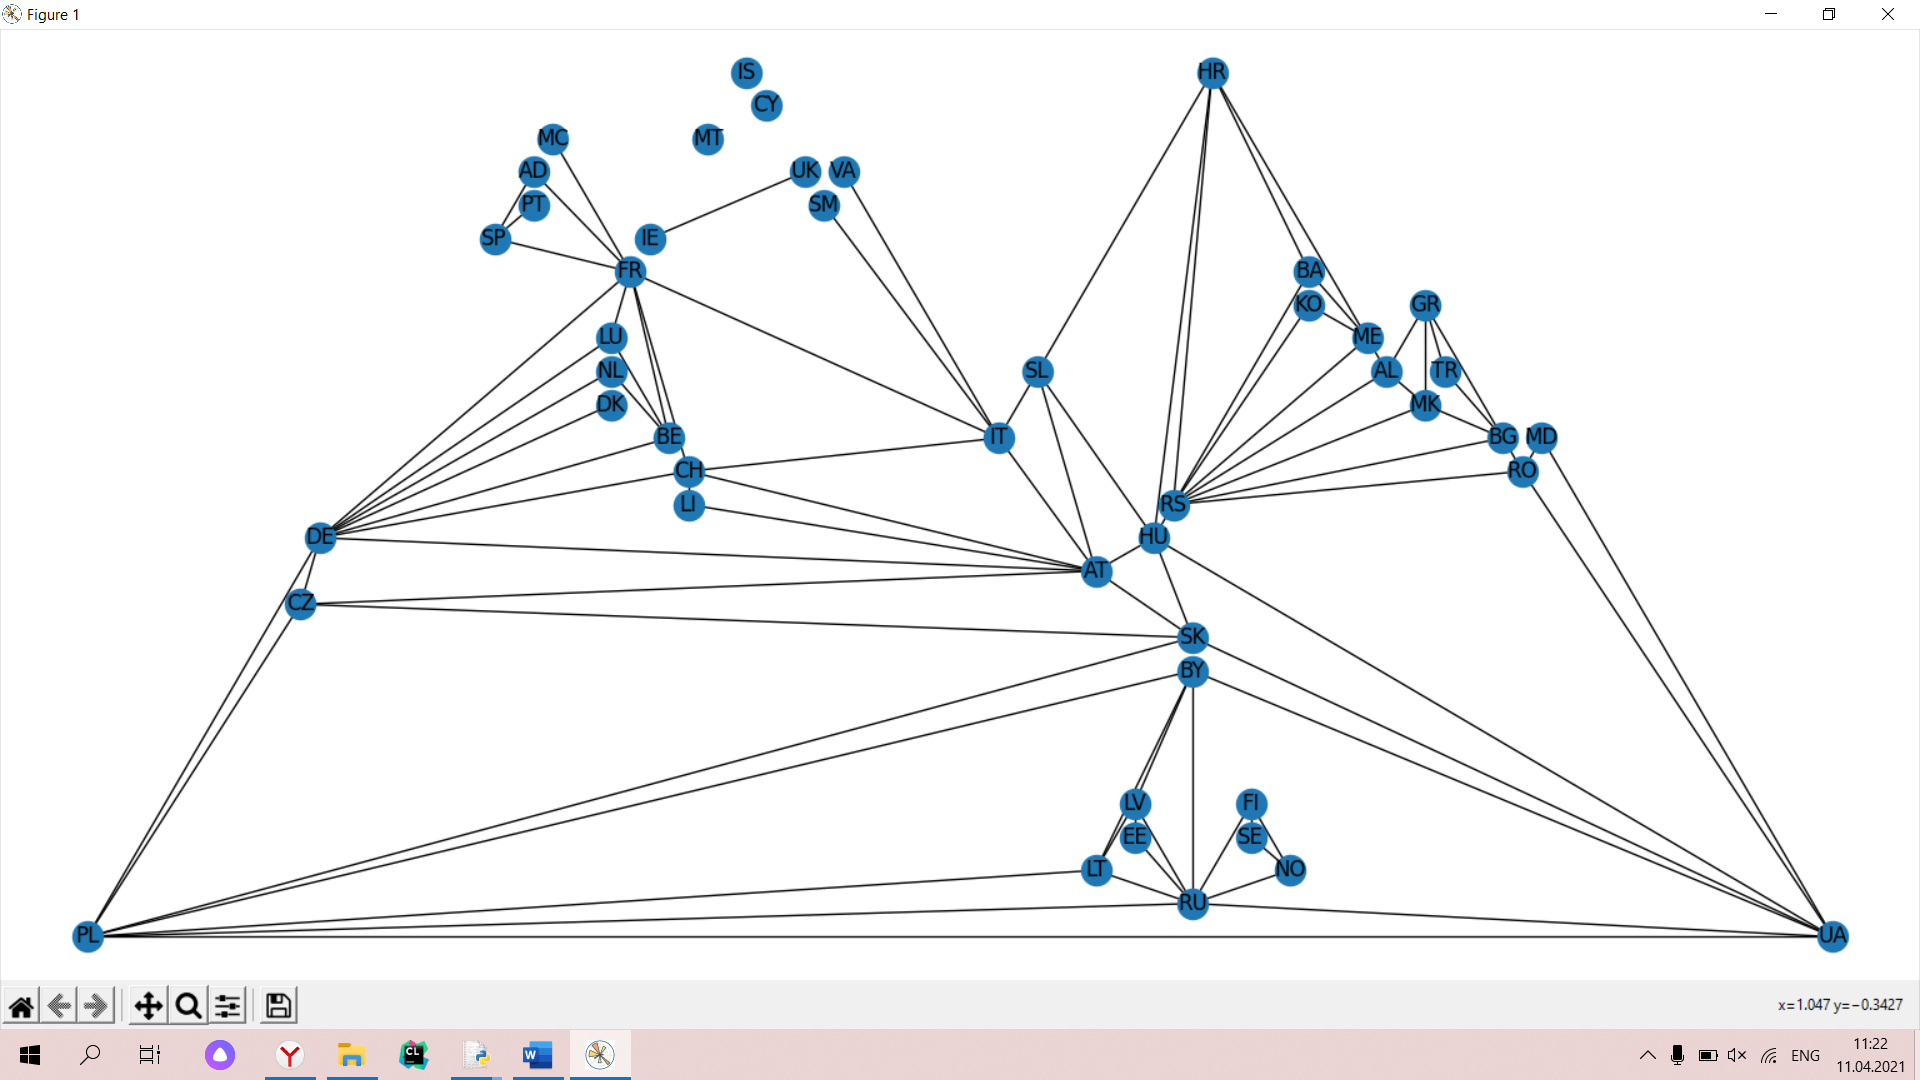 Figure 1
IS
HR
CY
MC
MT
AD
UK
VA
PT
SM
SP
IE
FR
BA
KO
GR
LU
ME
NL
SL
AL
TR
DK
MK
BE
IT
BG
MD
CH
RO
LI
RS
DE
HU
AT
CZ
SK
BY
LV
FI
EE
SE
LT
NO
RU
PL
UA
x=1.047 y=−0.3427
CL
W
ENG
11:22
11.04.2021